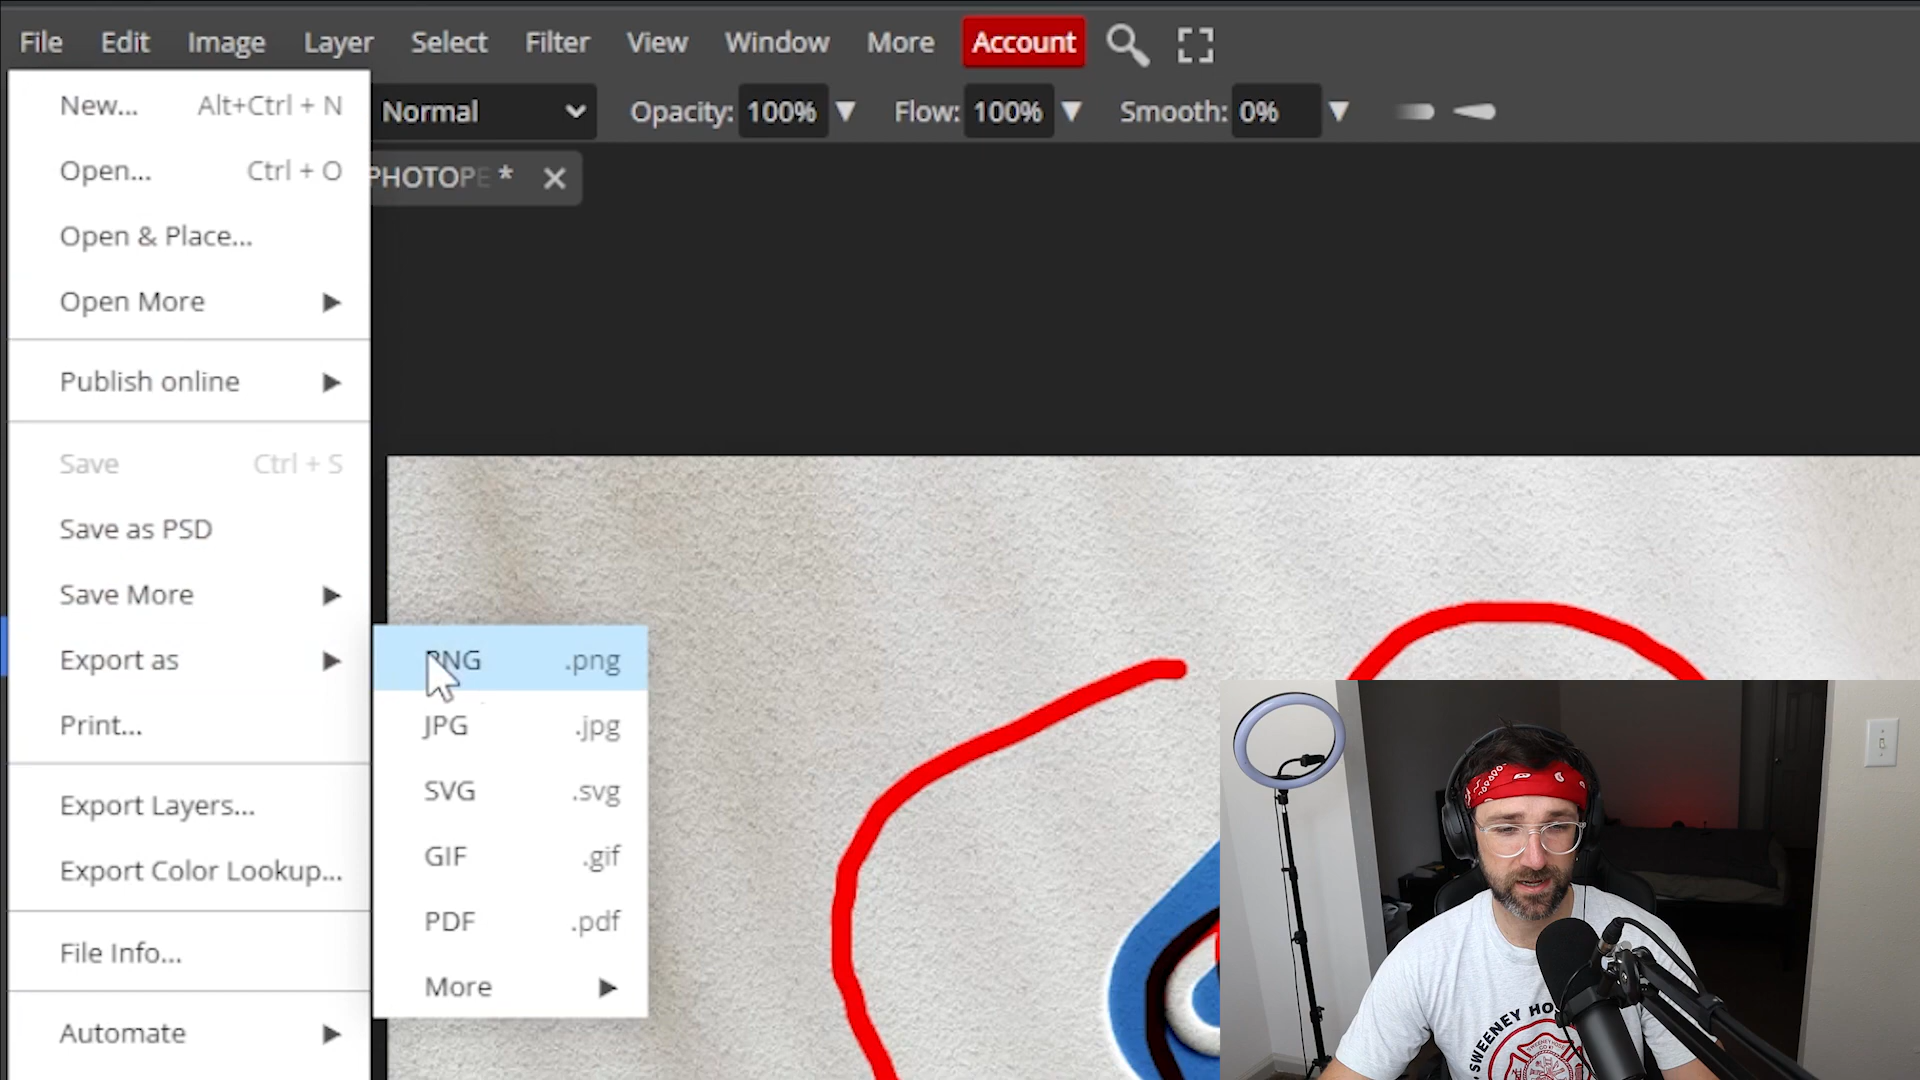 File Edit Image Layer Select Filter View Window More Account
Normal Opacity: 100% Flow: 100% Smooth: 0%
PHOTOPE *
New... Alt+Ctrl + N
Open... Ctrl + O
Open & Place...
Open More
Publish online
Save Ctrl + S
Save as PSD
Save More
Export as
Print...
Export Layers...
Export Color Lookup...
File Info...
Automate
PNG .png
JPG .jpg
SVG .svg
GIF .gif
PDF .pdf
More
SWEENEY HO